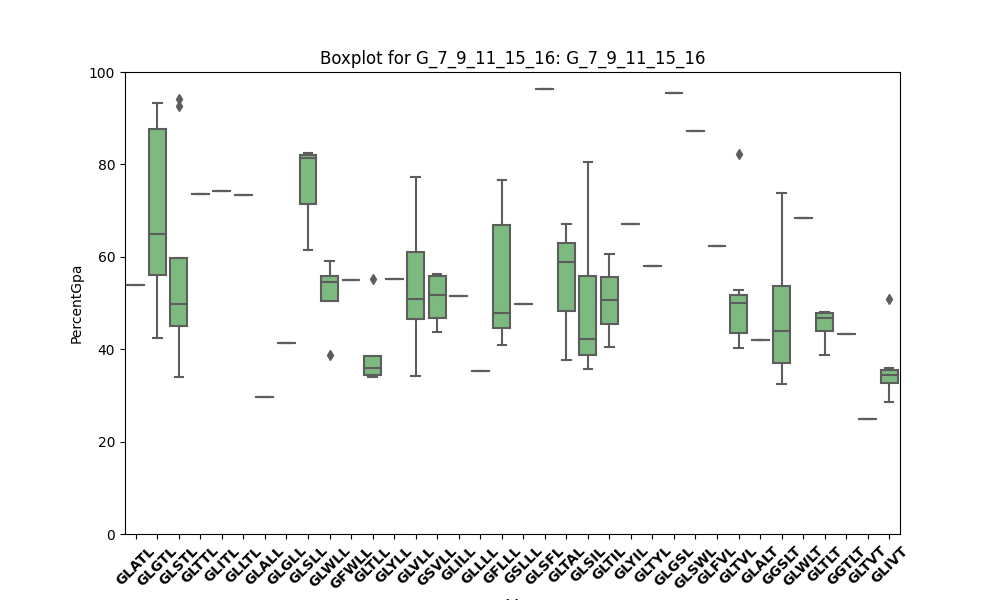 Boxplot for G_7_9_11_15_16: G_7_9_11_15_16
PercentGpa
100
80
60
40
20
0
GLATL
GLGTL
GLSTL
GLTTL
GLITL
GLLTL
GLALL
GLGLL
GLSLL
GLWLL
GFWLL
GLTLL
GLYLL
GLVLL
GSVLL
GLILL
GLLLL
GFLLL
GSLLL
GLSFL
GLTAL
GLSIL
GLTIL
GLYIL
GLTYL
GLGSL
GLSWL
GLFVL
GLTVL
GLALT
GGSLT
GLWLT
GLTLT
GGTLT
GLTVT
GLIVT